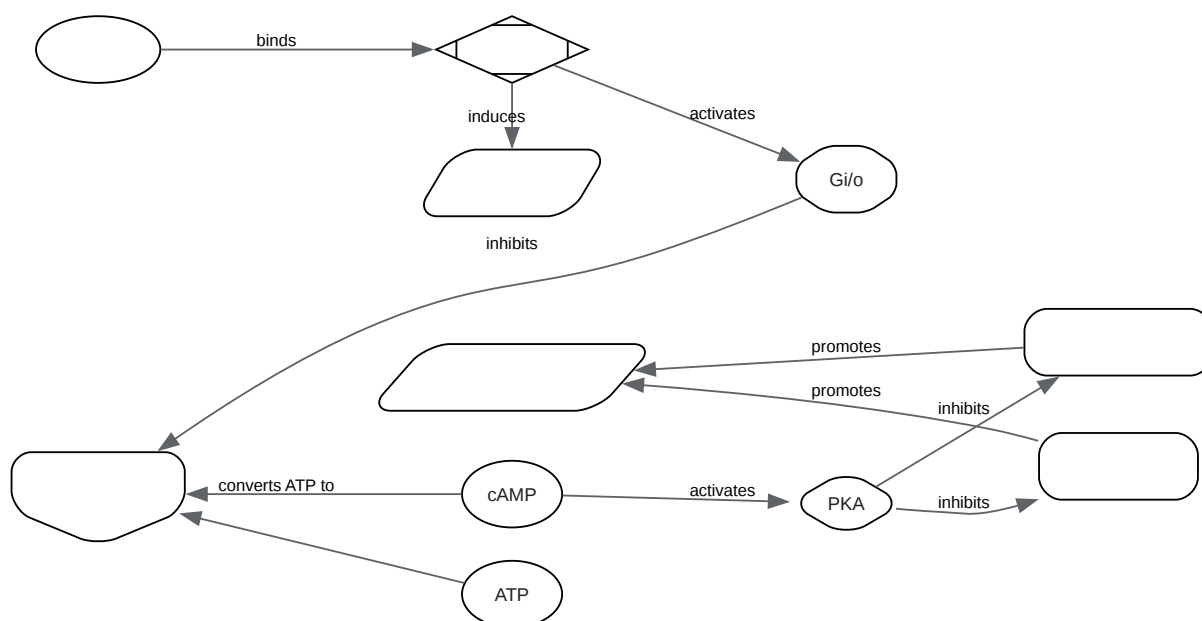 binds
activates
induces
Gi/o
inhibits
promotes
promotes
inhibits
converts ATP to
cAMP
activates
PKA
inhibits
ATP